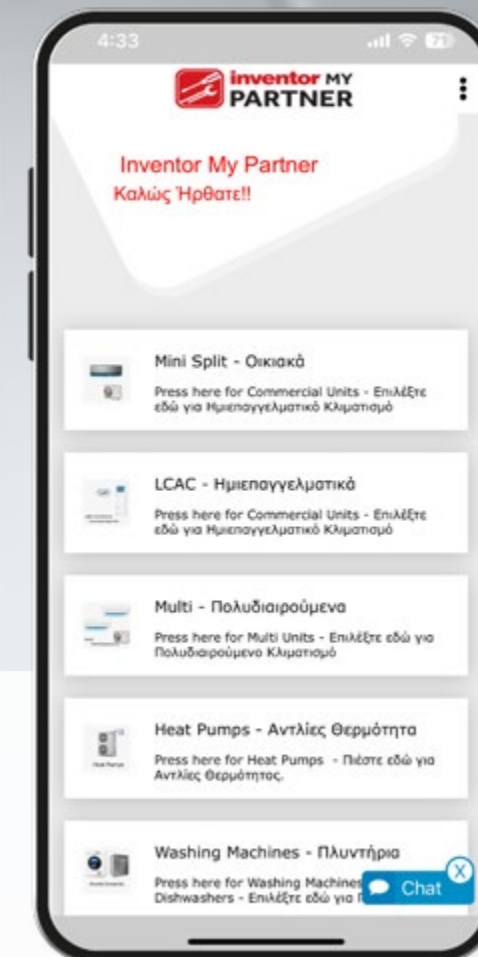 4:33
71
inventor MY
PARTNER
Inventor My Partner
Καλώς Ήρθατε!!
Mini Split - Οικιακά
Press here for Commercial Units - Επιλέξτε
εδώ για Ημιεπαγγελματικό Κλιματισμό
LCAC - Ημιεπαγγελματικά
Press here for Commercial Units - Επιλέξτε
εδώ για Ημιεπαγγελματικό Κλιματισμό
Multi - Πολυδιαιρούμενα
Press here for Multi Units - Επιλέξτε εδώ για
Πολυδιαιρούμενο Κλιματισμό
Heat Pumps - Αντλίες Θερμότητα
Press here for Heat Pumps - Πιέστε εδώ για
Αντλίες Θερμότητος.
Heat Pumps
Washing Machines - Πλυντήρια
Press here for Washing Machines
Dishwashers - Επιλέξτε εδώ για
Chat
X